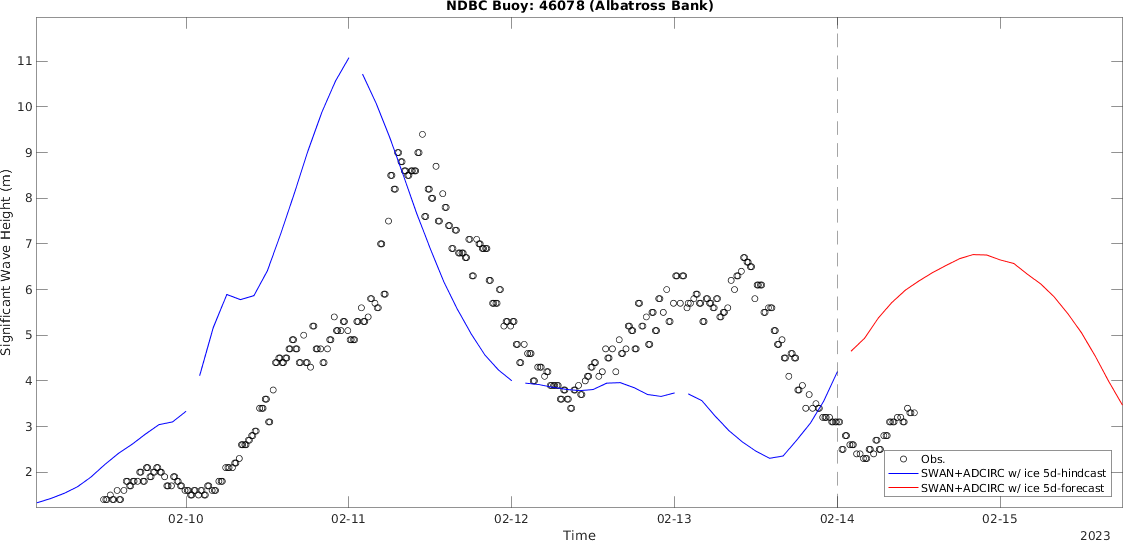 NDBC Buoy: 46078 (Albatross Bank)
Significant Wave Height (m)
11
10
9
8
7
6
5
4
3
2
Obs.
SWAN+ADCIRC w/ ice 5d-hindcast
SWAN+ADCIRC w/ ice 5d-forecast
02-10
02-11
02-12
02-13
02-14
02-15
Time
2023